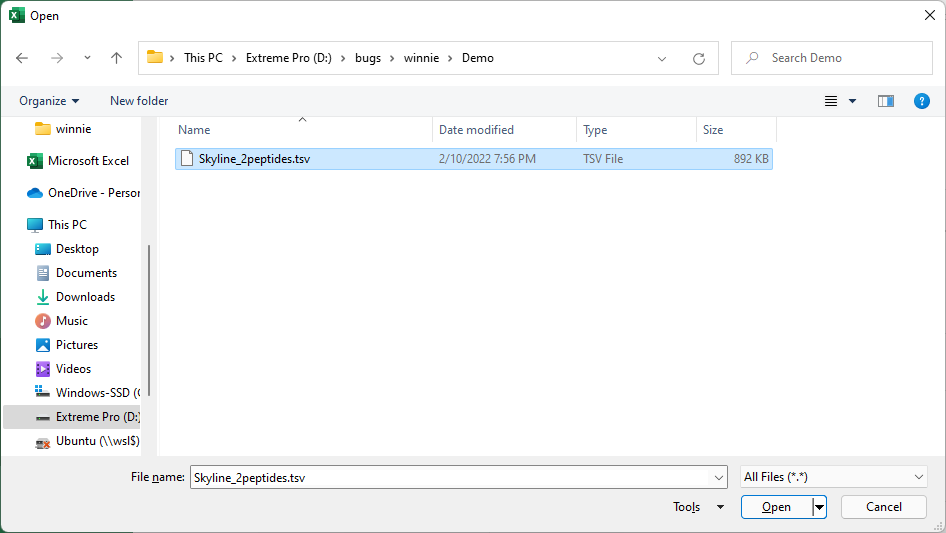 Open
This PC > Extreme Pro (D:) > bugs > winnie > Demo
Search Demo
Organize
New folder
Name
Date modified
Type
Size
winnie
Microsoft Excel
OneDrive - Person
This PC
Desktop
Documents
Downloads
Music
Pictures
Videos
Windows-SSD (C
Extreme Pro (D:)
Ubuntu (\\wsl$)
Skyline_2peptides.tsv
2/10/2022 7:56 PM
TSV File
892 KB
File name:
Skyline_2peptides.tsv
All Files (*.*)
Tools
Open
Cancel